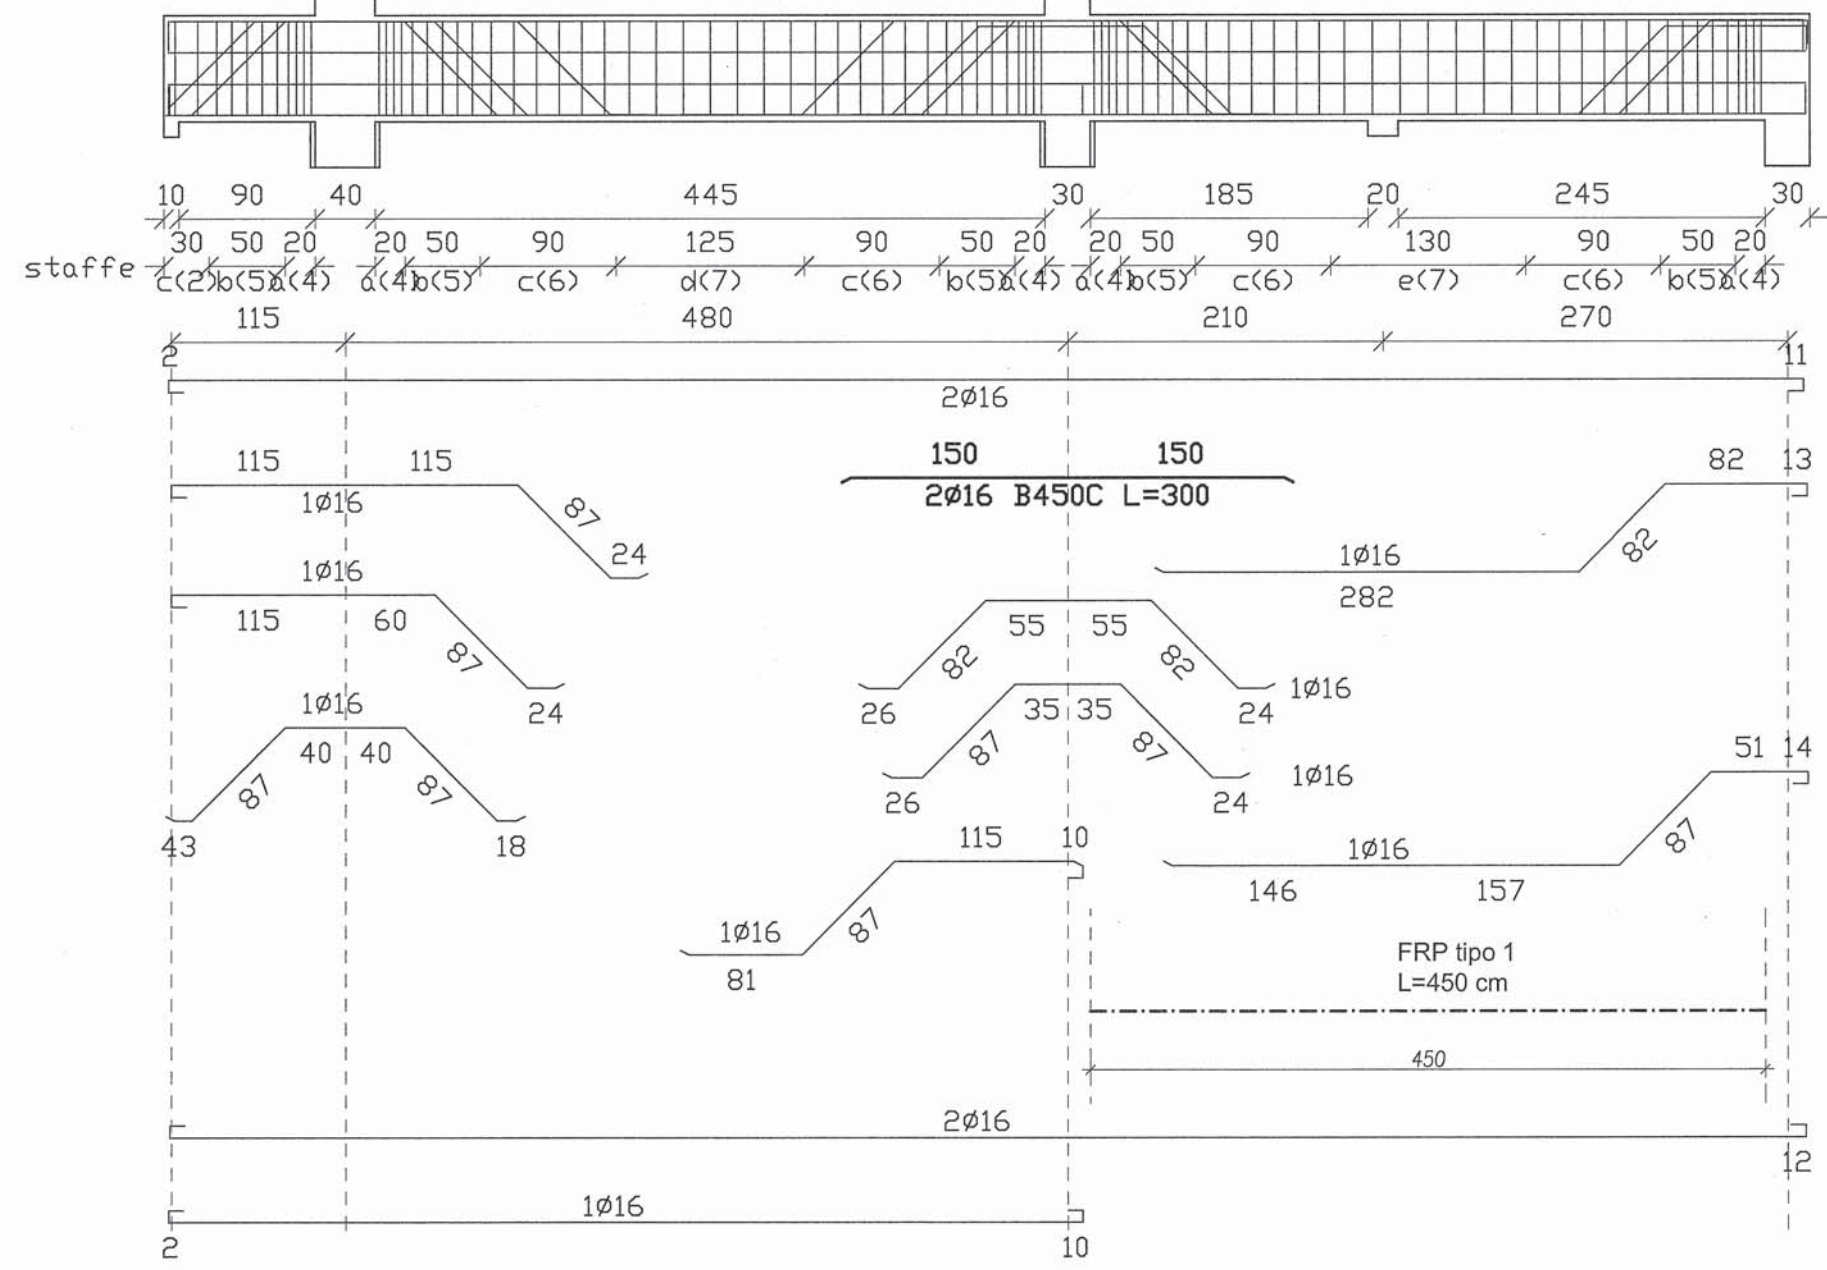 10 90 40 445 30 185 20 245 30
30 50 20 20 50 90 125 90 50 20 20 50 90 130 90 50 20
staffe c(2) b(5) a(4) a(4) b(5) c(6) d(7) c(6) b(5) a(4) a(4) b(5) c(6) e(7) c(6) b(5) a(4)
115 480 210 270
2 11
2ø16
115 115 150 150 82 13
1ø16 87 2ø16 B450C L=300
24 1ø16 82
1ø16 282
115 60 87 55 55
24 82 82 1ø16
26 24
1ø16 35 35
40 40 87 87 1ø16 51 14
87 87 26 24
43 18 115 10 1ø16 87
146 157
1ø16 87
81
FRP tipo 1
L=450 cm
450
2ø16
12
1ø16
2 10